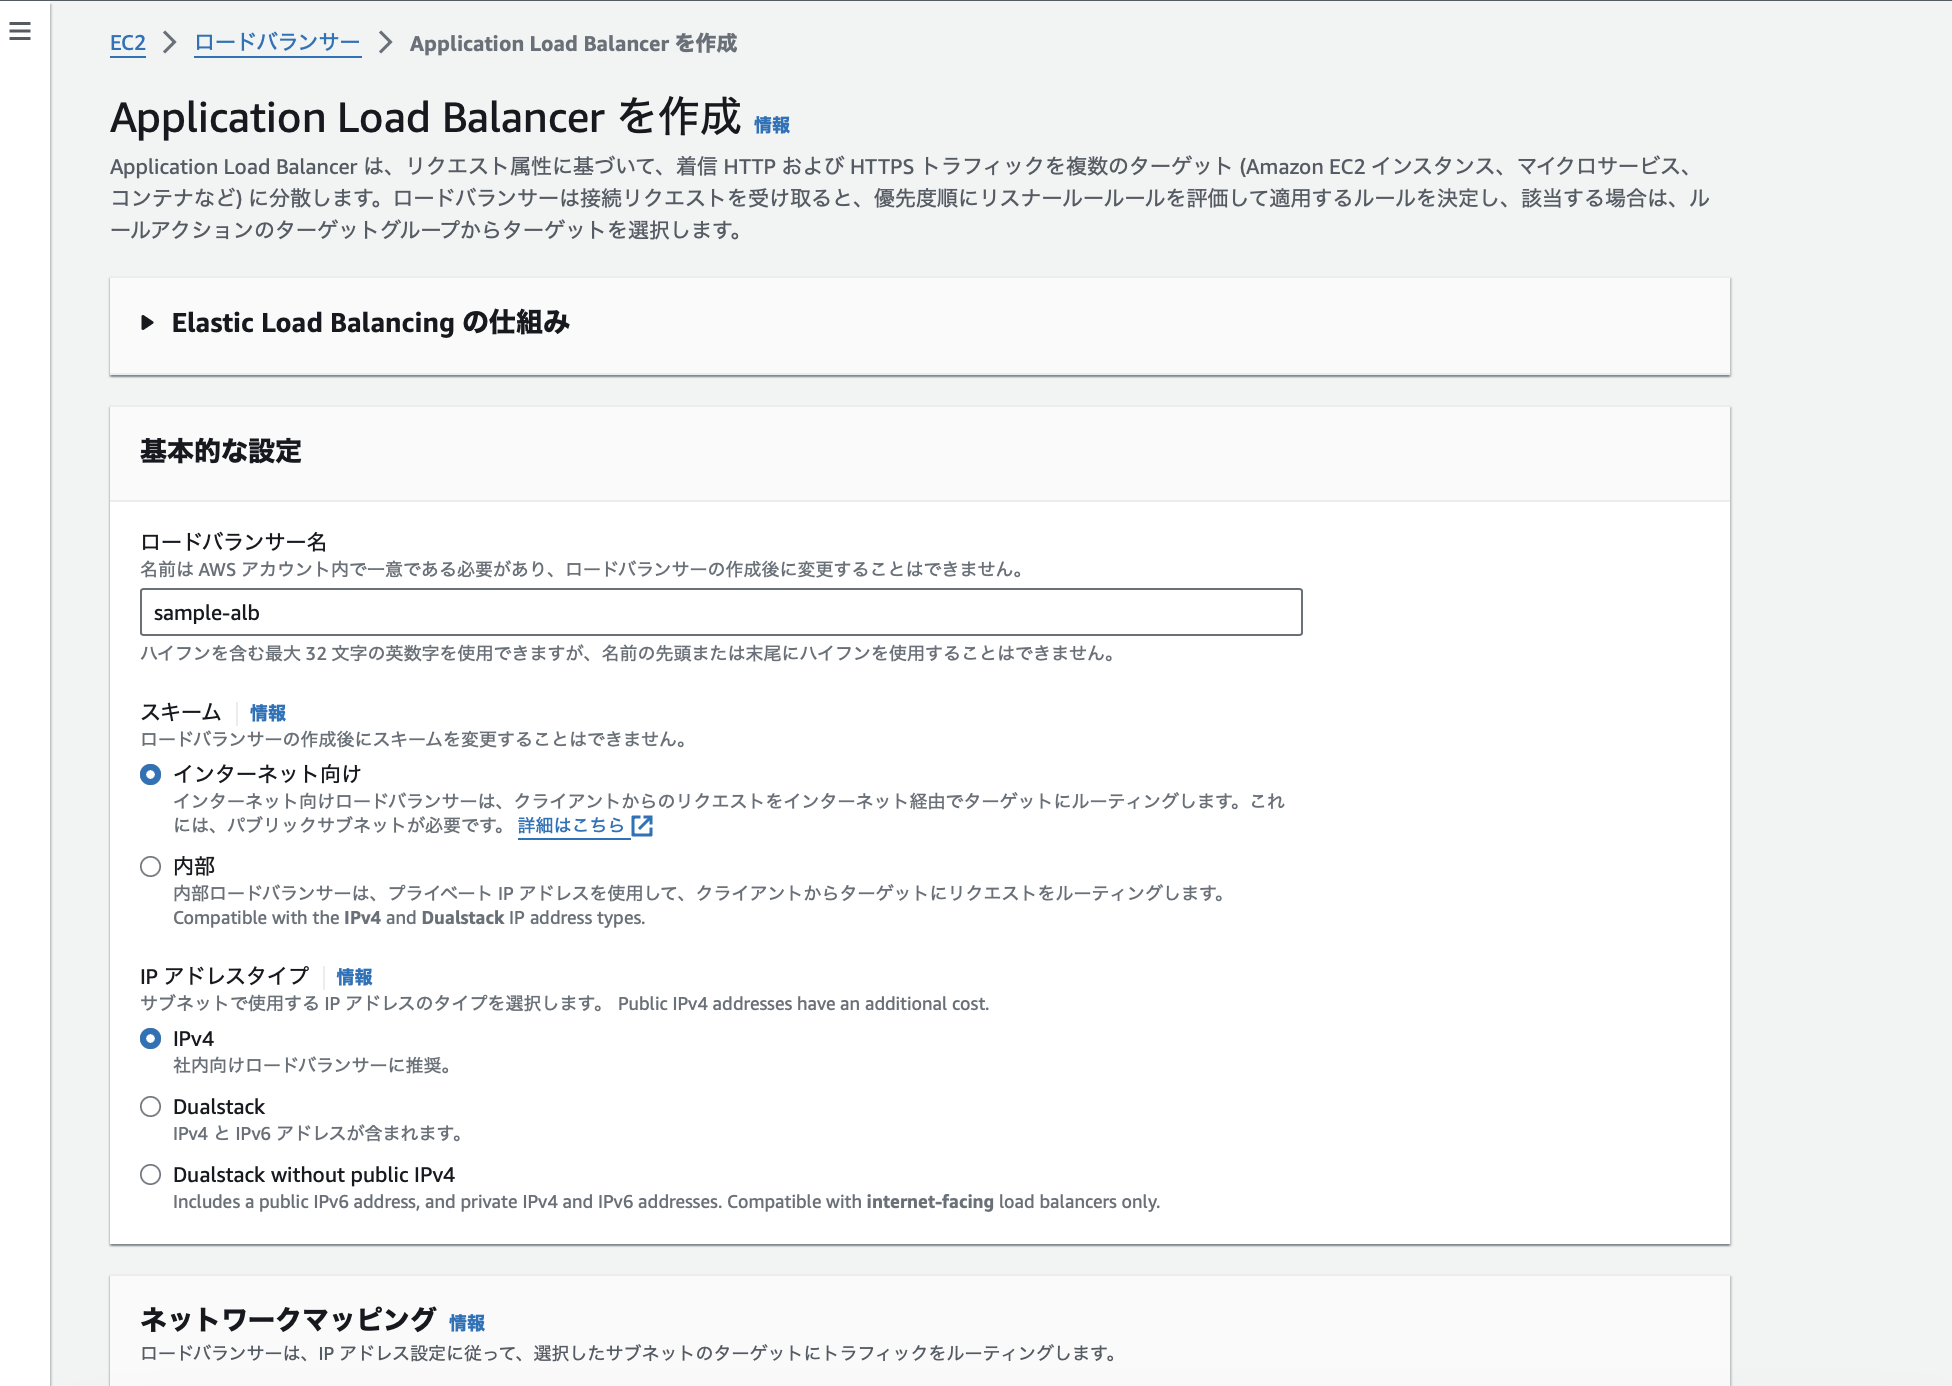 EC2 > ロードバランサー > Application Load Balancer を作成
Application Load Balancer を作成 情報
Application Load Balancer は、リクエスト属性に基づいて、着信 HTTP および HTTPS トラフィックを複数のターゲット (Amazon EC2 インスタンス、マイクロサービス、
コンテナなど) に分散します。ロードバランサーは接続リクエストを受け取ると、優先度順にリスナールールールを評価して適用するルールを決定し、該当する場合は、ル
ールアクションのターゲットグループからターゲットを選択します。
Elastic Load Balancing の仕組み
基本的な設定
ロードバランサー名
名前は AWS アカウント内で一意である必要があり、ロードバランサーの作成後に変更することはできません。
sample-alb
ハイフンを含む最大 32 文字の英数字を使用できますが、名前の先頭または末尾にハイフンを使用することはできません。
スキーム 情報
ロードバランサーの作成後にスキームを変更することはできません。
インターネット向け
インターネット向けロードバランサーは、クライアントからのリクエストをインターネット経由でターゲットにルーティングします。これ
には、パブリックサブネットが必要です。 詳細はこちら
内部
内部ロードバランサーは、プライベート IP アドレスを使用して、クライアントからターゲットにリクエストをルーティングします。
Compatible with the IPv4 and Dualstack IP address types.
IP アドレスタイプ 情報
サブネットで使用する IP アドレスのタイプを選択します。 Public IPv4 addresses have an additional cost.
IPv4
社内向けロードバランサーに推奨。
Dualstack
IPv4 と IPv6 アドレスが含まれます。
Dualstack without public IPv4
Includes a public IPv6 address, and private IPv4 and IPv6 addresses. Compatible with internet-facing load balancers only.
ネットワークマッピング 情報
ロードバランサーは、IP アドレス設定に従って、選択したサブネットのターゲットにトラフィックをルーティングします。